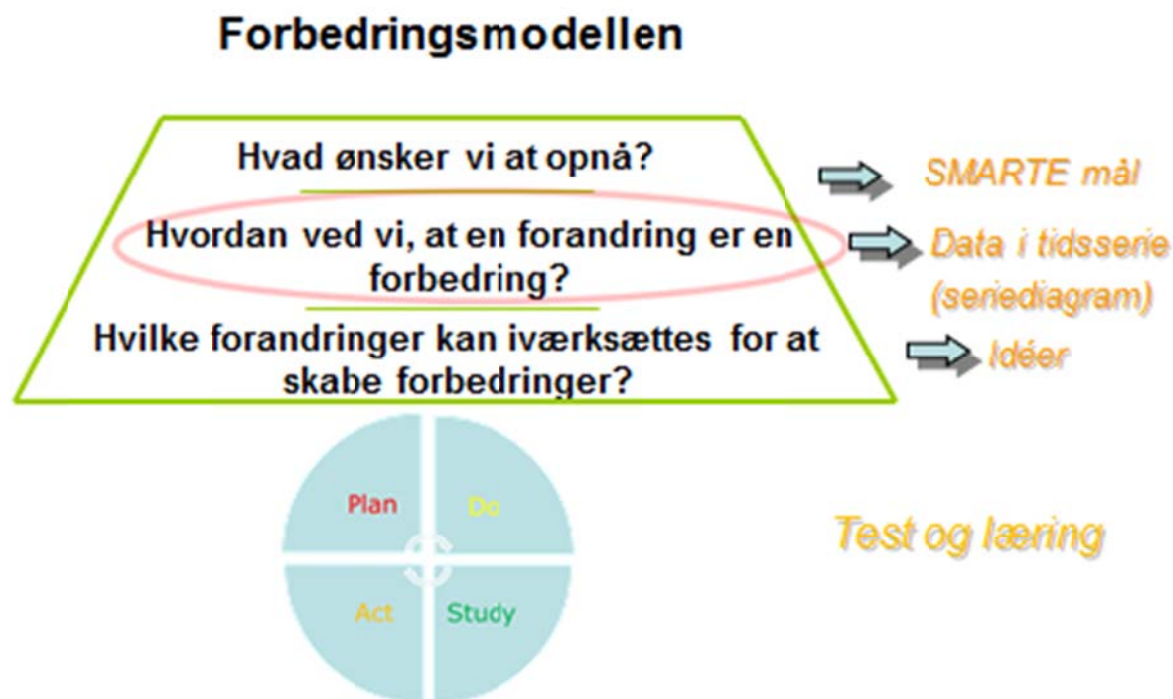 Forbedringsmodellen
Hvad ønsker vi at opnå?
SMARTE mål
Hvordan ved vi, at en forandring er en
forbedring?
Data i tidsserie
(seriediagram)
Hvilke forandringer kan iværksættes for at
skabe forbedringer?
Idéer
Plan
Do
Act
Study
Test og læring